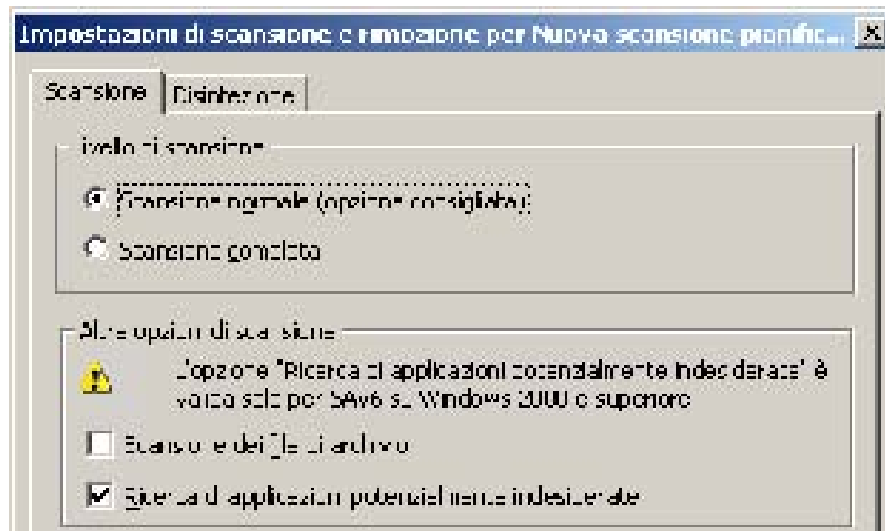 Impostazioni di scansione e rimozione per Nuova scansione pianific...
Scansione
Disinfezione
Livello di scansione
Scansione normale (opzione consigliata)
Scansione completa
Altre opzioni di scansione
L'opzione "Ricerca di applicazioni potenzialmente indesiderate" è
valida solo per SAV6 su Windows 2000 o superiore
Scansione dei file di archivio
Ricerca di applicazioni potenzialmente indesiderate